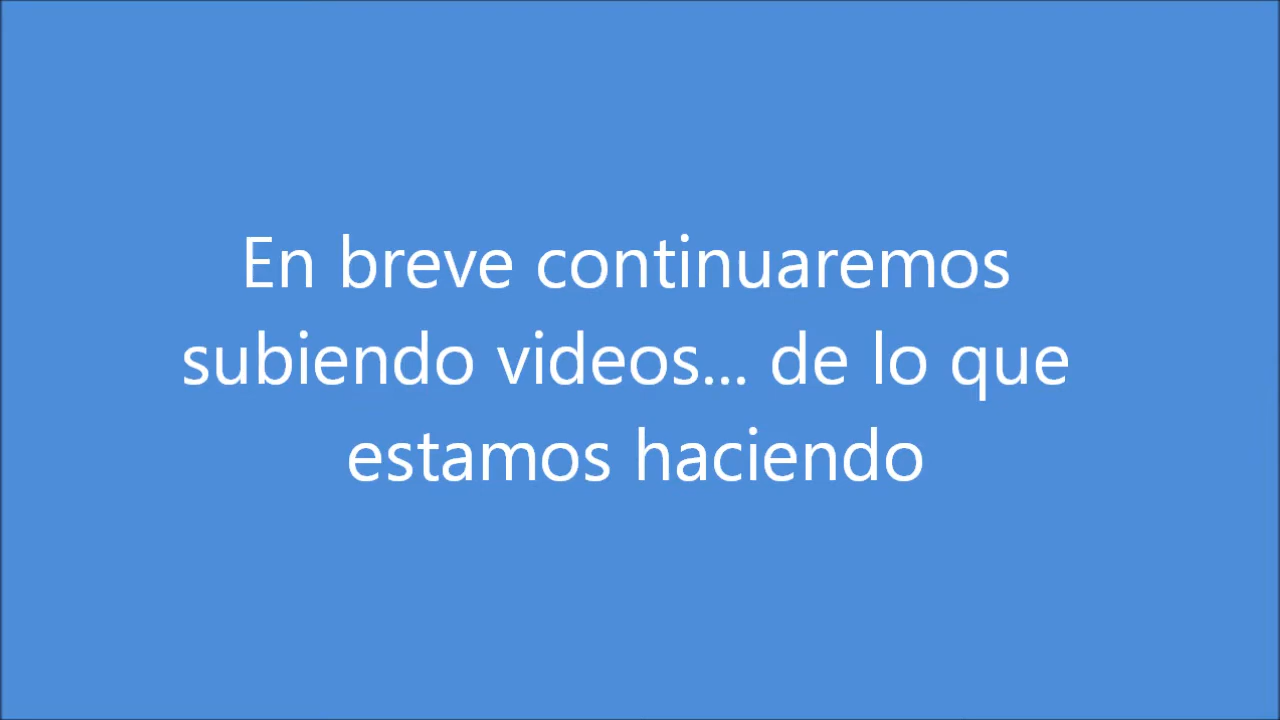 En breve continuaremos
subiendo videos... de lo que
estamos haciendo